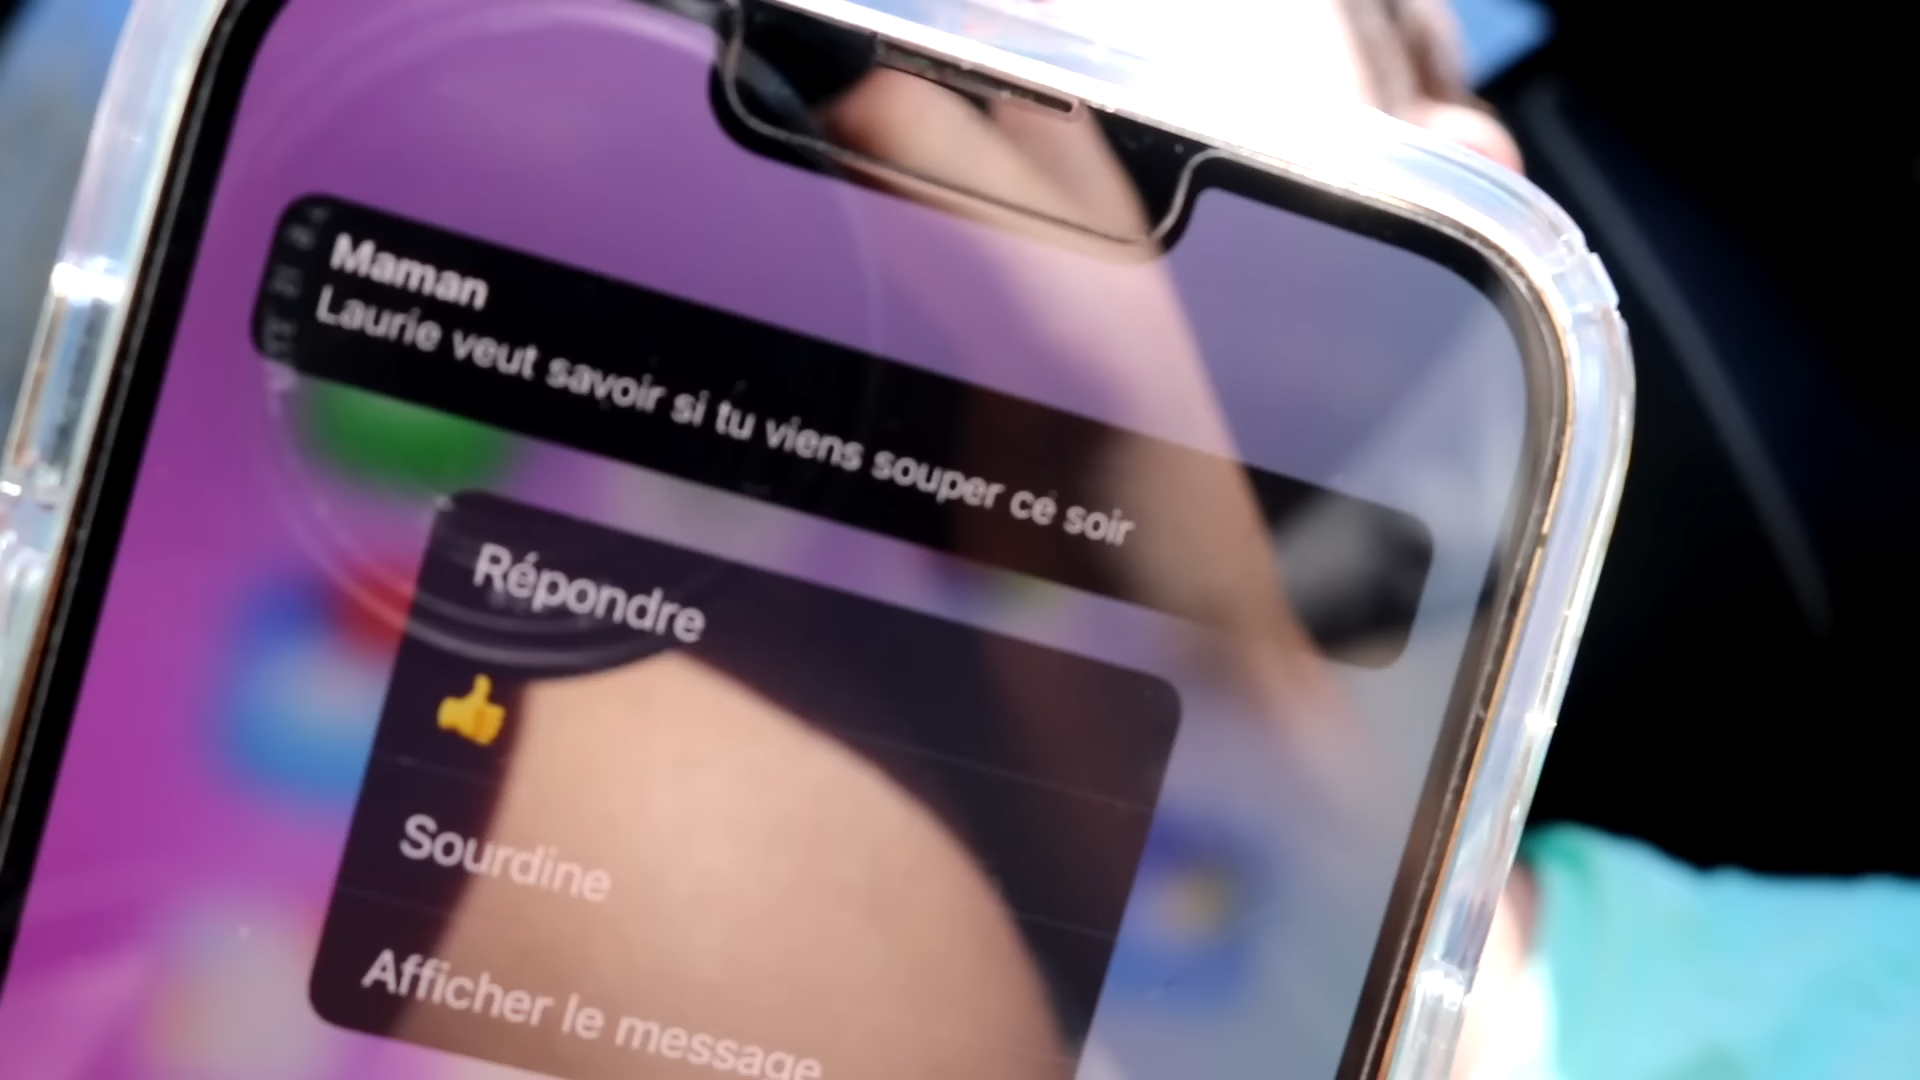 Maman
Laurie veut savoir si tu viens souper ce soir
Répondre
👍
Sourdine
Afficher le message